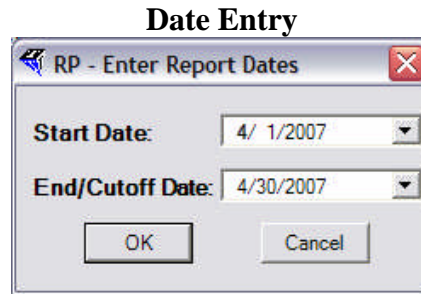 Date Entry
RP - Enter Report Dates
Start Date: 4/ 1/2007
End/Cutoff Date: 4/30/2007
OK Cancel